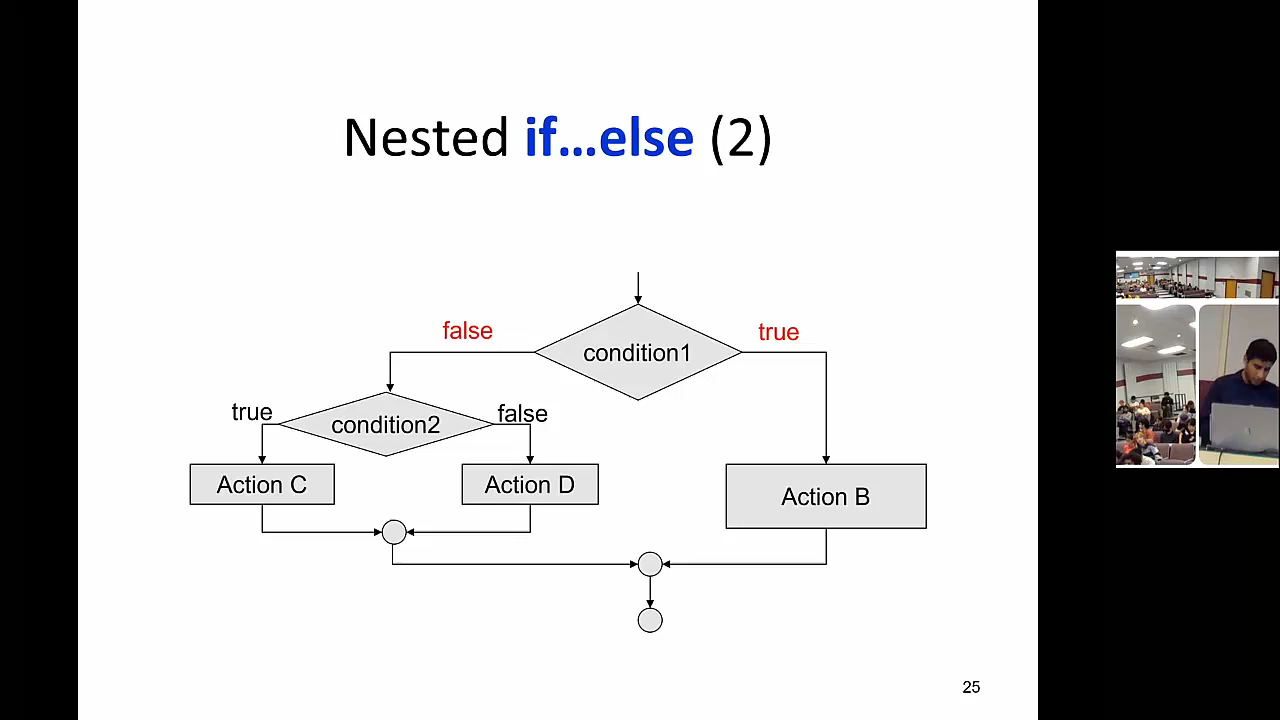 Nested if...else (2)
false
true
condition1
true
condition2
false
Action C
Action D
Action B
25